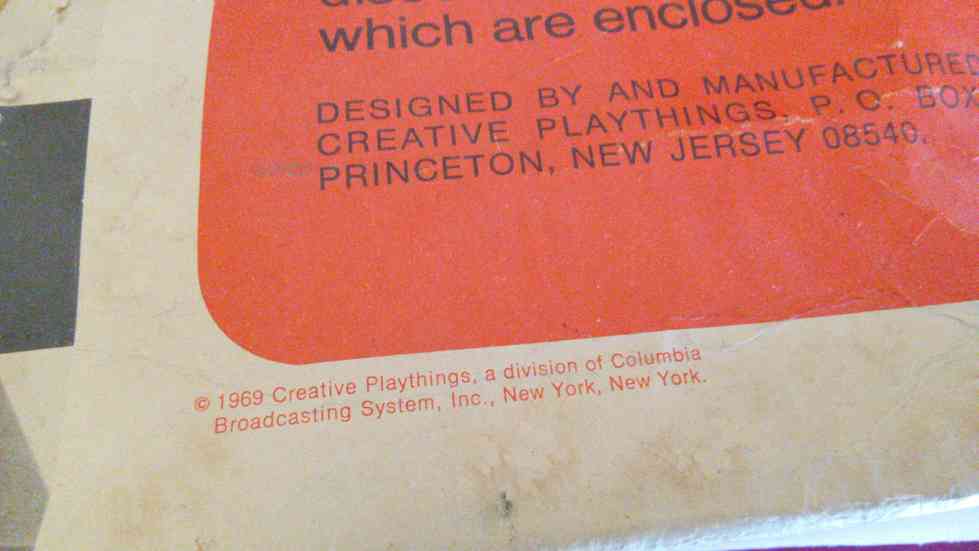 which are enclosed.
DESIGNED BY AND MANUFACTURED
CREATIVE PLAYTHINGS, P. O. BOX
PRINCETON, NEW JERSEY 08540.
© 1969 Creative Playthings, a division of Columbia
Broadcasting System, Inc., New York, New York.